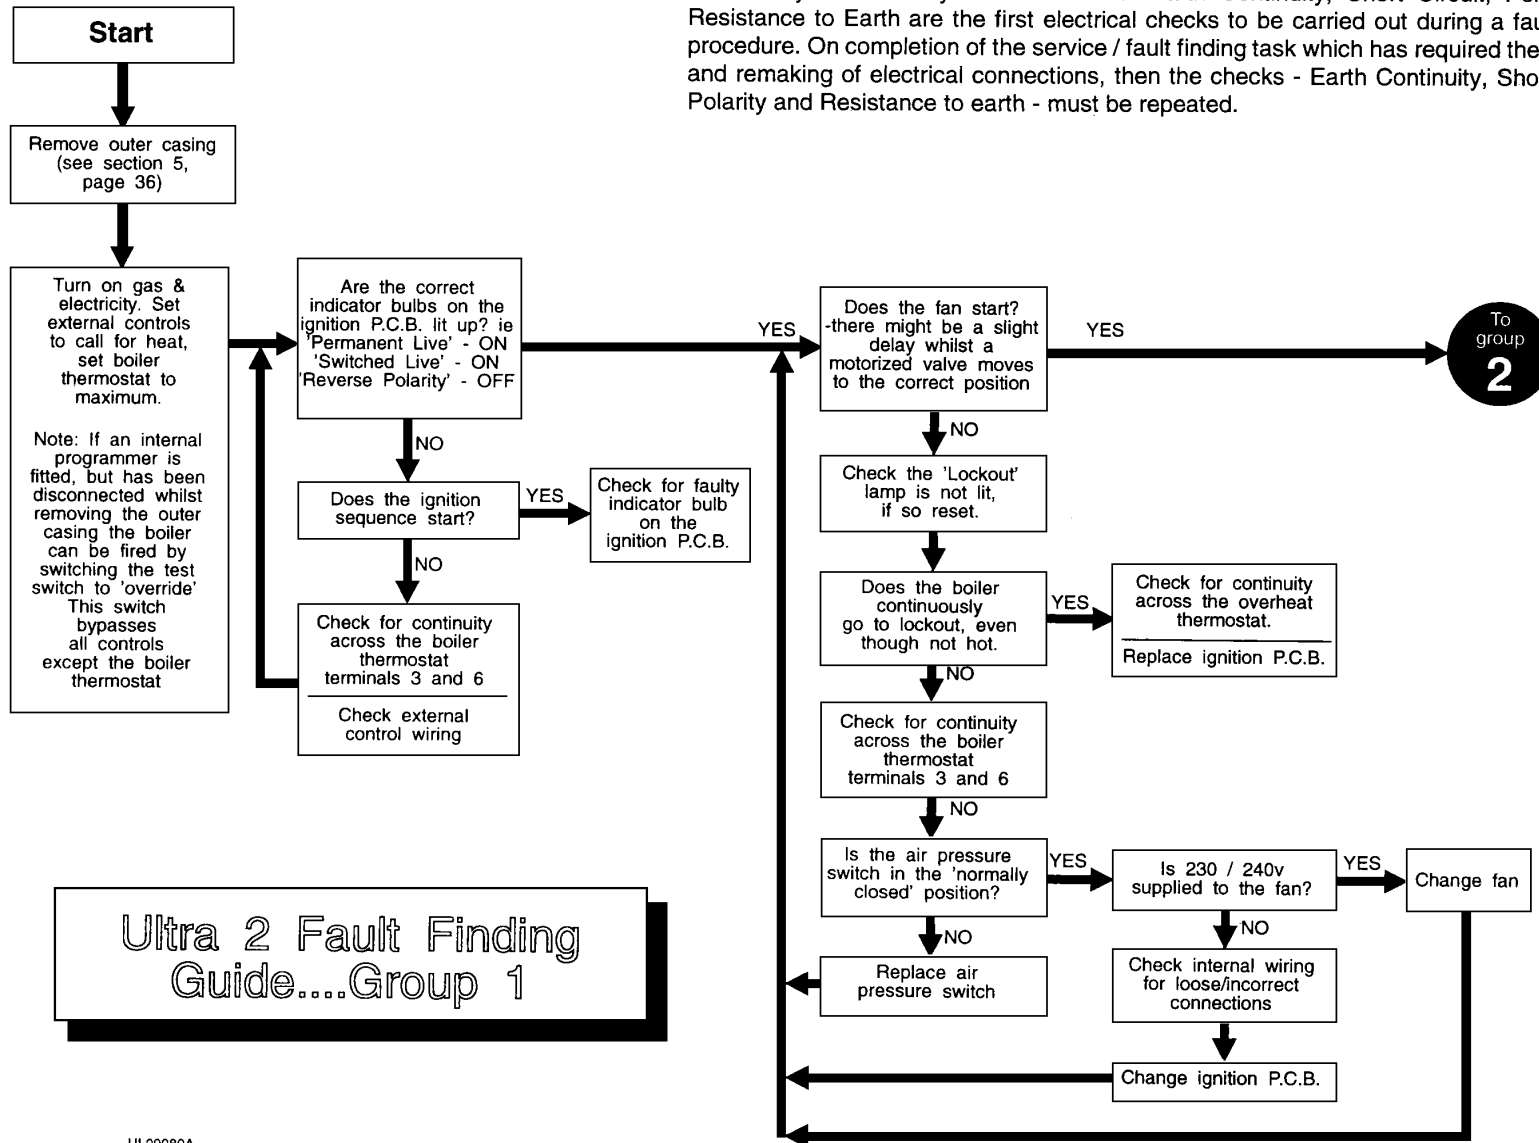 Resistance to Earth are the first electrical checks to be carried out during a
procedure. On completion of the service / fault finding task which has required the
and remaking of electrical connections, then the checks - Earth Continuity,
Polarity and Resistance to earth - must be repeated.
Start
Remove outer casing
(see section 5,
page 36)
Turn on gas &
electricity. Set
external controls
to call for heat,
set boiler
thermostat to
maximum.
Note: If an internal
programmer is
fitted, but has been
disconnected whilst
removing the outer
casing the boiler
can be fired by
switching the test
switch to 'override'
This switch
bypasses
all controls
except the boiler
thermostat
Are the correct
indicator bulbs on the
ignition P.C.B. lit up? ie
'Permanent Live' - ON
'Switched Live' - ON
'Reverse Polarity' - OFF
YES
NO
Does the ignition
sequence start?
YES
Check for faulty
indicator bulb
on the
ignition P.C.B.
NO
Check for continuity
across the boiler
thermostat
terminals 3 and 6
Check external
control wiring
Does the fan start?
-there might be a slight
delay whilst a
motorized valve moves
to the correct position
YES
To
group
2
NO
Check the 'Lockout'
lamp is not lit,
if so reset.
Does the boiler
continuously
go to lockout, even
though not hot.
YES
Check for continuity
across the overheat
thermostat.
Replace ignition P.C.B.
NO
Check for continuity
across the boiler
thermostat
terminals 3 and 6
NO
Is the air pressure
switch in the 'normally
closed' position?
YES
Is 230 / 240v
supplied to the fan?
YES
Change fan
NO
Replace air
pressure switch
NO
Check internal wiring
for loose/incorrect
connections
Change ignition P.C.B.
Ultra 2 Fault Finding
Guide....Group 1